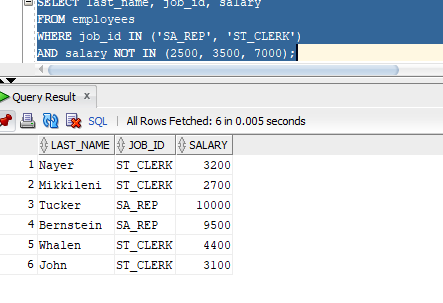 SELECT last_name, job_id, salary
FROM employees
WHERE job_id IN ('SA_REP', 'ST_CLERK')
AND salary NOT IN (2500, 3500, 7000);
Query Result x
SQL | All Rows Fetched: 6 in 0.005 seconds
LAST_NAME JOB_ID SALARY
1 Nayer ST_CLERK 3200
2 Mikkileni ST_CLERK 2700
3 Tucker SA_REP 10000
4 Bernstein SA_REP 9500
5 Whalen ST_CLERK 4400
6 John ST_CLERK 3100